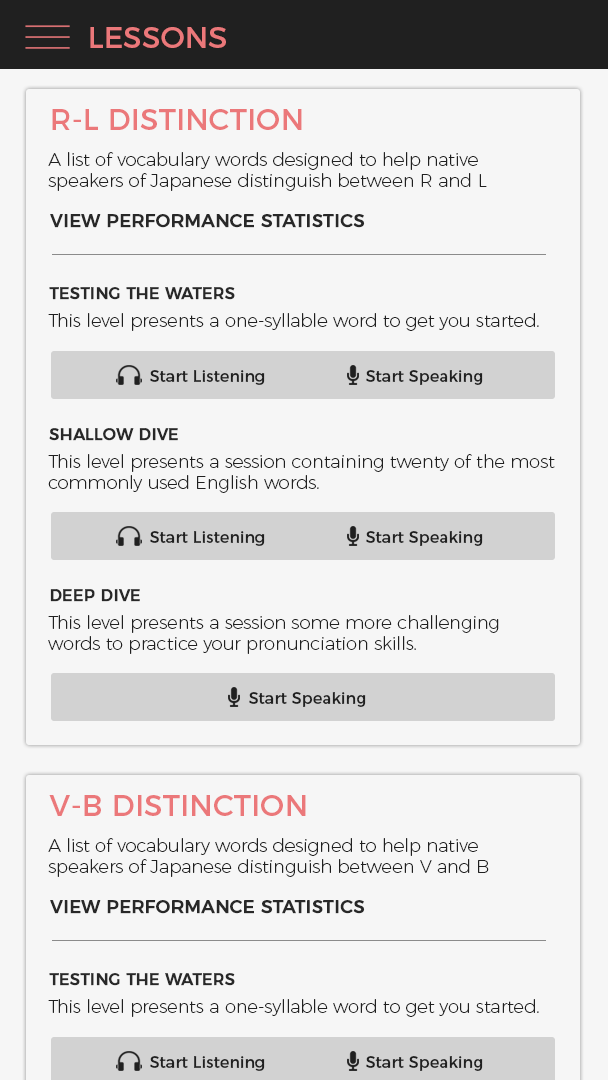 LESSONS
R-L DISTINCTION
A list of vocabulary words designed to help native
speakers of Japanese distinguish between R and L
VIEW PERFORMANCE STATISTICS
TESTING THE WATERS
This level presents a one-syllable word to get you started.
Start Listening Start Speaking
SHALLOW DIVE
This level presents a session containing twenty of the most
commonly used English words.
Start Listening Start Speaking
DEEP DIVE
This level presents a session some more challenging
words to practice your pronunciation skills.
Start Speaking
V-B DISTINCTION
A list of vocabulary words designed to help native
speakers of Japanese distinguish between V and B
VIEW PERFORMANCE STATISTICS
TESTING THE WATERS
This level presents a one-syllable word to get you started.
Start Listening Start Speaking